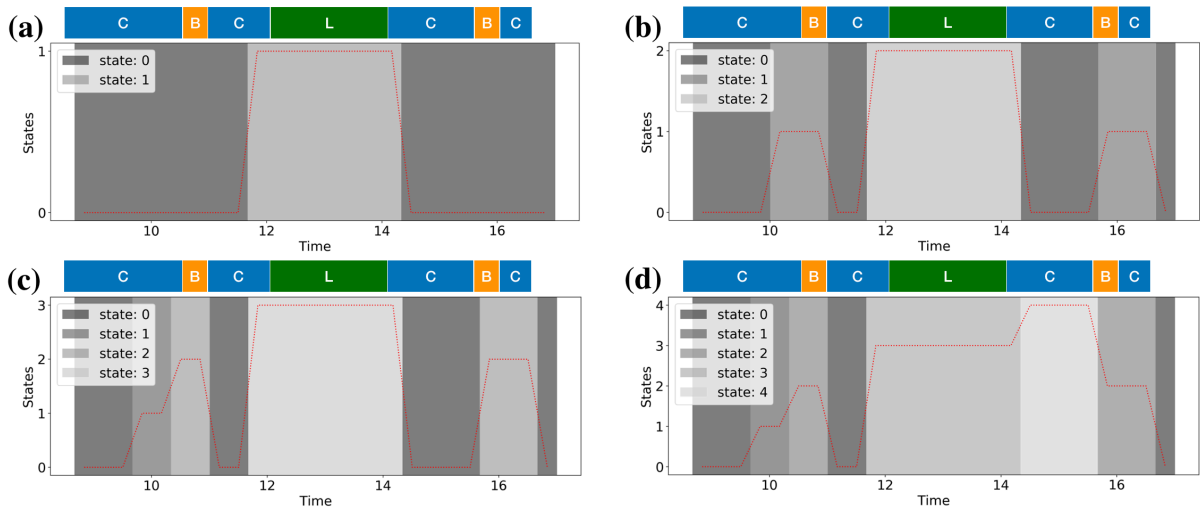 (a)
C B C L C B C
1
0
States
state: 0
state: 1
10 12 14 16
Time
(b)
C B C L C B C
2
1
0
States
state: 0
state: 1
state: 2
10 12 14 16
Time
(c)
C B C L C B C
3
2
1
0
States
state: 0
state: 1
state: 2
state: 3
10 12 14 16
Time
(d)
C B C L C B C
4
3
2
1
0
States
state: 0
state: 1
state: 2
state: 3
state: 4
10 12 14 16
Time